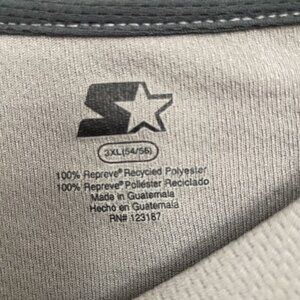 3XL(54/56)
100% Repreve® Recycled Polyester
100% Repreve® Poliéster Reciclado
Made in Guatemala
Hecho en Guatemala
RN# 123187